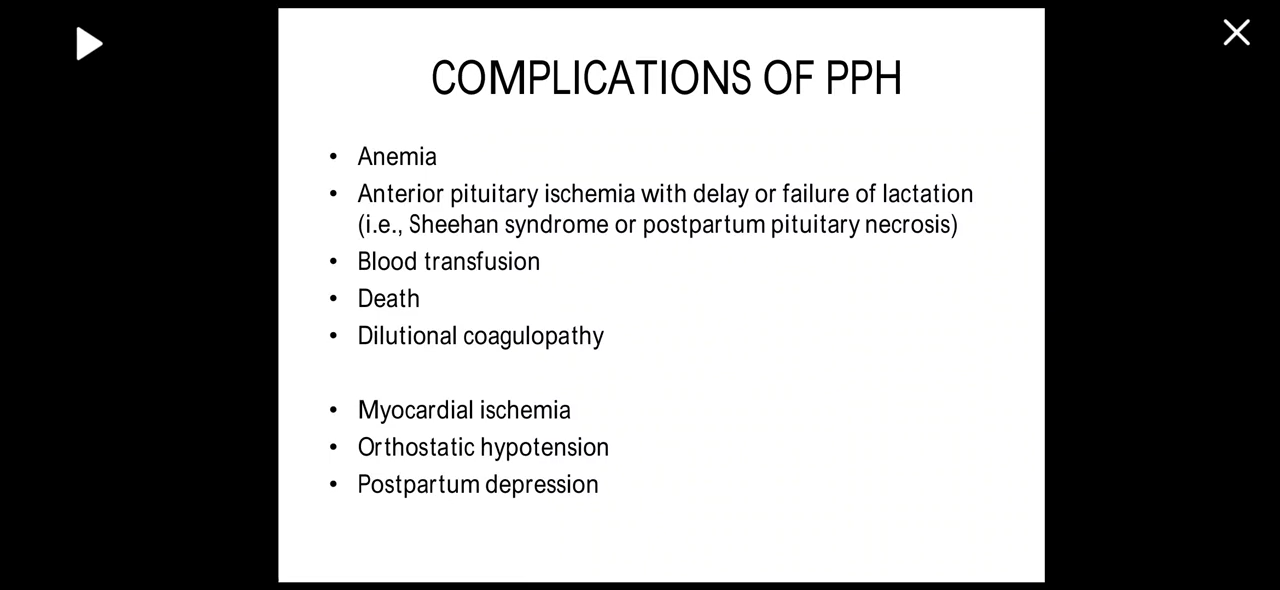 COMPLICATIONS OF PPH
• Anemia
• Anterior pituitary ischemia with delay or failure of lactation
(i.e., Sheehan syndrome or postpartum pituitary necrosis)
• Blood transfusion
• Death
• Dilutional coagulopathy
• Myocardial ischemia
• Orthostatic hypotension
• Postpartum depression